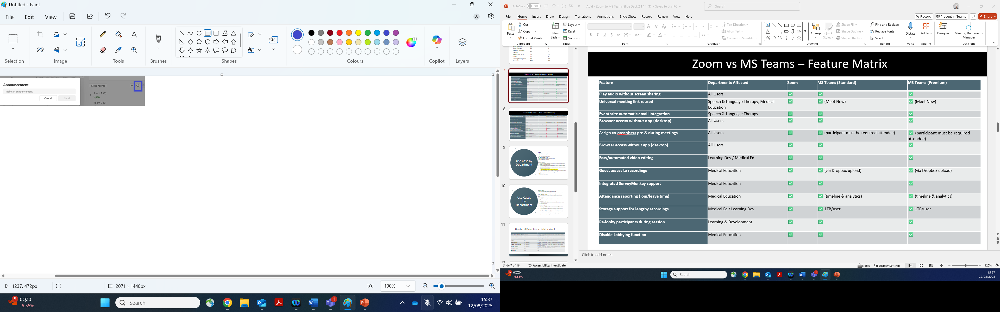 Untitled - Paint
File Edit View
Selection Image Tools Brushes Shapes Colours Copilot Layers
Announcement
Make an announcement
Cancel Send
Close rooms
Room 1 (1)
Open
Room 2 (0)
1237, 472px
2071 × 1440px
100%
5
0QZ0
-6.55%
Search
1
15:37
12/08/2025
AutoSave Off
Abid - Zoom to MS Teams Slide Deck 2 1 1 1 (1) • Saved to this PC
Search
File Home Insert Draw Design Transitions Animations Slide Show Record Review View Help
Record Present in Teams Share
Paste
Cut
Copy
Format Painter
Clipboard
New
Slide
Layout
Reset
Section
Slides
Font
Text Direction
Align Text
Convert to SmartArt
Paragraph
Arrange
Quick
Styles
Shape Fill
Shape Outline
Shape Effects
Drawing
Find and Replace
Replace Fonts
Select
Editing
Dictate
Voice
Add-ins
Add-ins
Designer
Meeting Documents
Manager
Decisions
7
Zoom vs MS Teams – Feature Matrix
8
Zoom vs MS Teams – Red Lines of Enquiry
9
Use Case by
Department
10
Use Cases
by
Department
11
Number of Zoom licenses to be retained
Zoom vs MS Teams – Feature Matrix
Feature Departments Affected Zoom MS Teams (Standard) MS Teams (Premium)
Play audio without screen sharing All Users ✅ ✅ ✅
Universal meeting link reused Speech & Language Therapy, Medical ✅ ✅ (Meet Now) ✅ (Meet Now)
Education
Eventbrite automatic email integration Speech & Language Therapy ✅ ✅ ✅
Browser access without app (desktop) All Users ✅ ✅ ✅
Assign co-organisers pre & during meetings All Users ✅ ✅ (participant must be required attendee) ✅ (participant must be required
attendee)
Browser access without app (desktop) All Users ✅ ✅ ✅
Easy/automated video editing Learning Dev / Medical Ed ✅ ✅ ✅
Guest access to recordings Medical Education ✅ ✅ (via Dropbox upload) ✅ (via Dropbox upload)
Integrated SurveyMonkey support Medical Education ✅ ✅ ✅
Attendance reporting (join/leave time) Medical Education ✅ ✅ (timeline & analytics) ✅ (timeline & analytics)
Storage support for lengthy recordings Medical Ed / Learning Dev ✅ ✅ 1TB/user ✅ 1TB/user
Re-lobby participants during session Learning & Development ✅ ✅ ✅
Disable Lobbying function Medical Education ✅ ✅ ✅
Click to add notes
Slide 7 of 16 Accessibility: Investigate
Notes Display Settings 120%
5
0QZ0
-6.55%
Search
1
15:37
12/08/2025